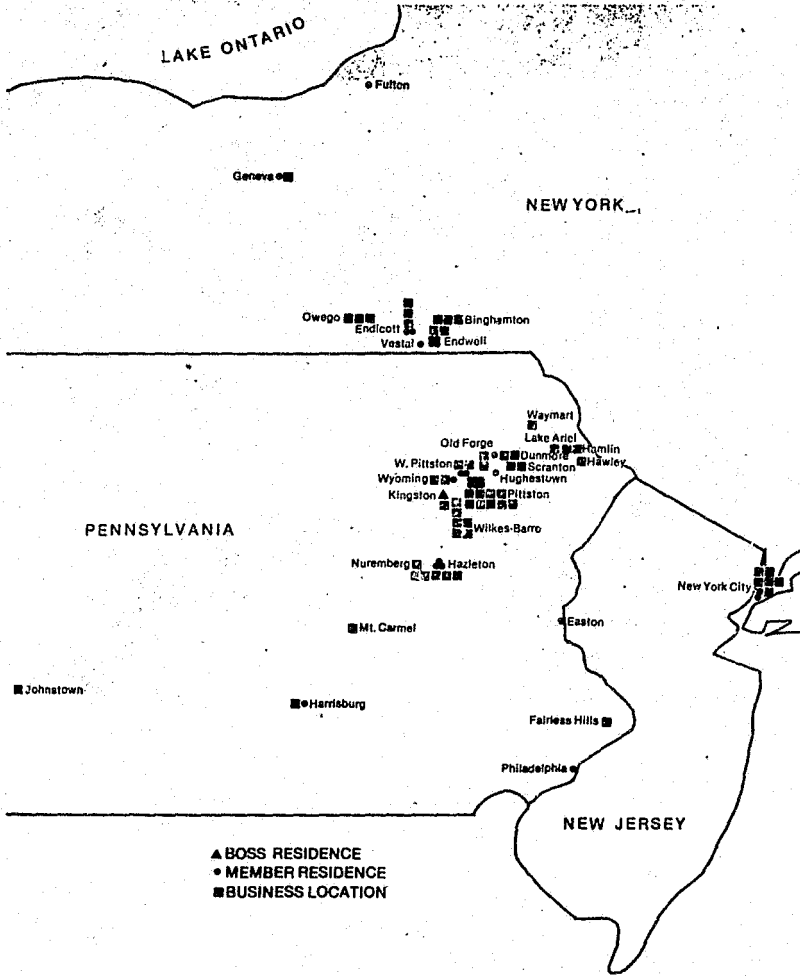 LAKE ONTARIO
Fulton
Geneva
NEW YORK
Owego
Binghamton
Endicott
Vestal
Endwell
Waymart
Lake Ariel
Old Forge
Hamlin
Dunmore
Hawley
W. Pittston
Scranton
Wyoming
Hughestown
Kingston
Pittston
PENNSYLVANIA
Wilkes-Barre
Nuremberg
Hazleton
New York City
Easton
Mt. Carmel
Johnstown
Harrisburg
Fairless Hills
Philadelphia
NEW JERSEY
BOSS RESIDENCE
MEMBER RESIDENCE
BUSINESS LOCATION